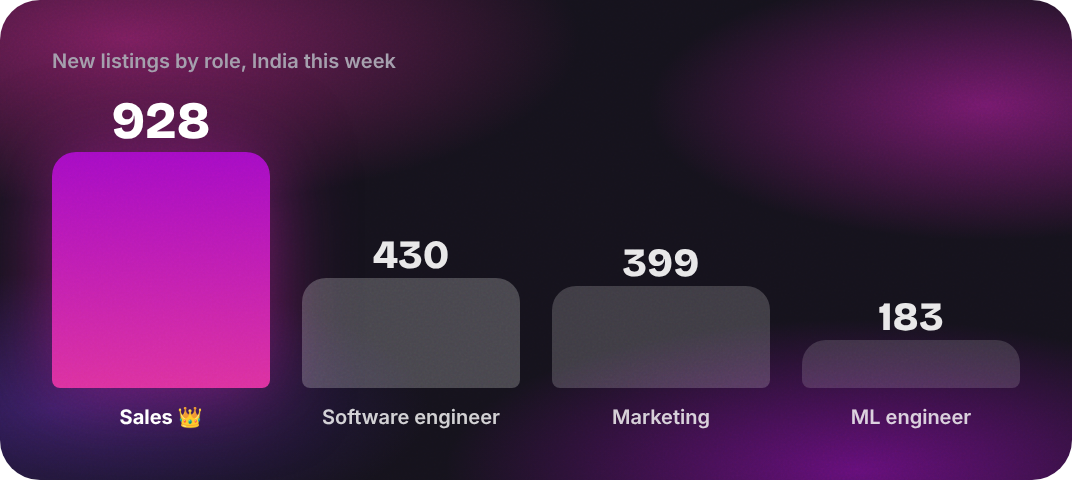 New listings by role, India this week
928
430
399
183
Sales 👑
Software engineer
Marketing
ML engineer